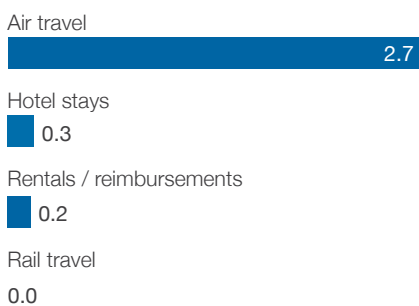 Air travel
2.7
Hotel stays
0.3
Rentals / reimbursements
0.2
Rail travel
0.0